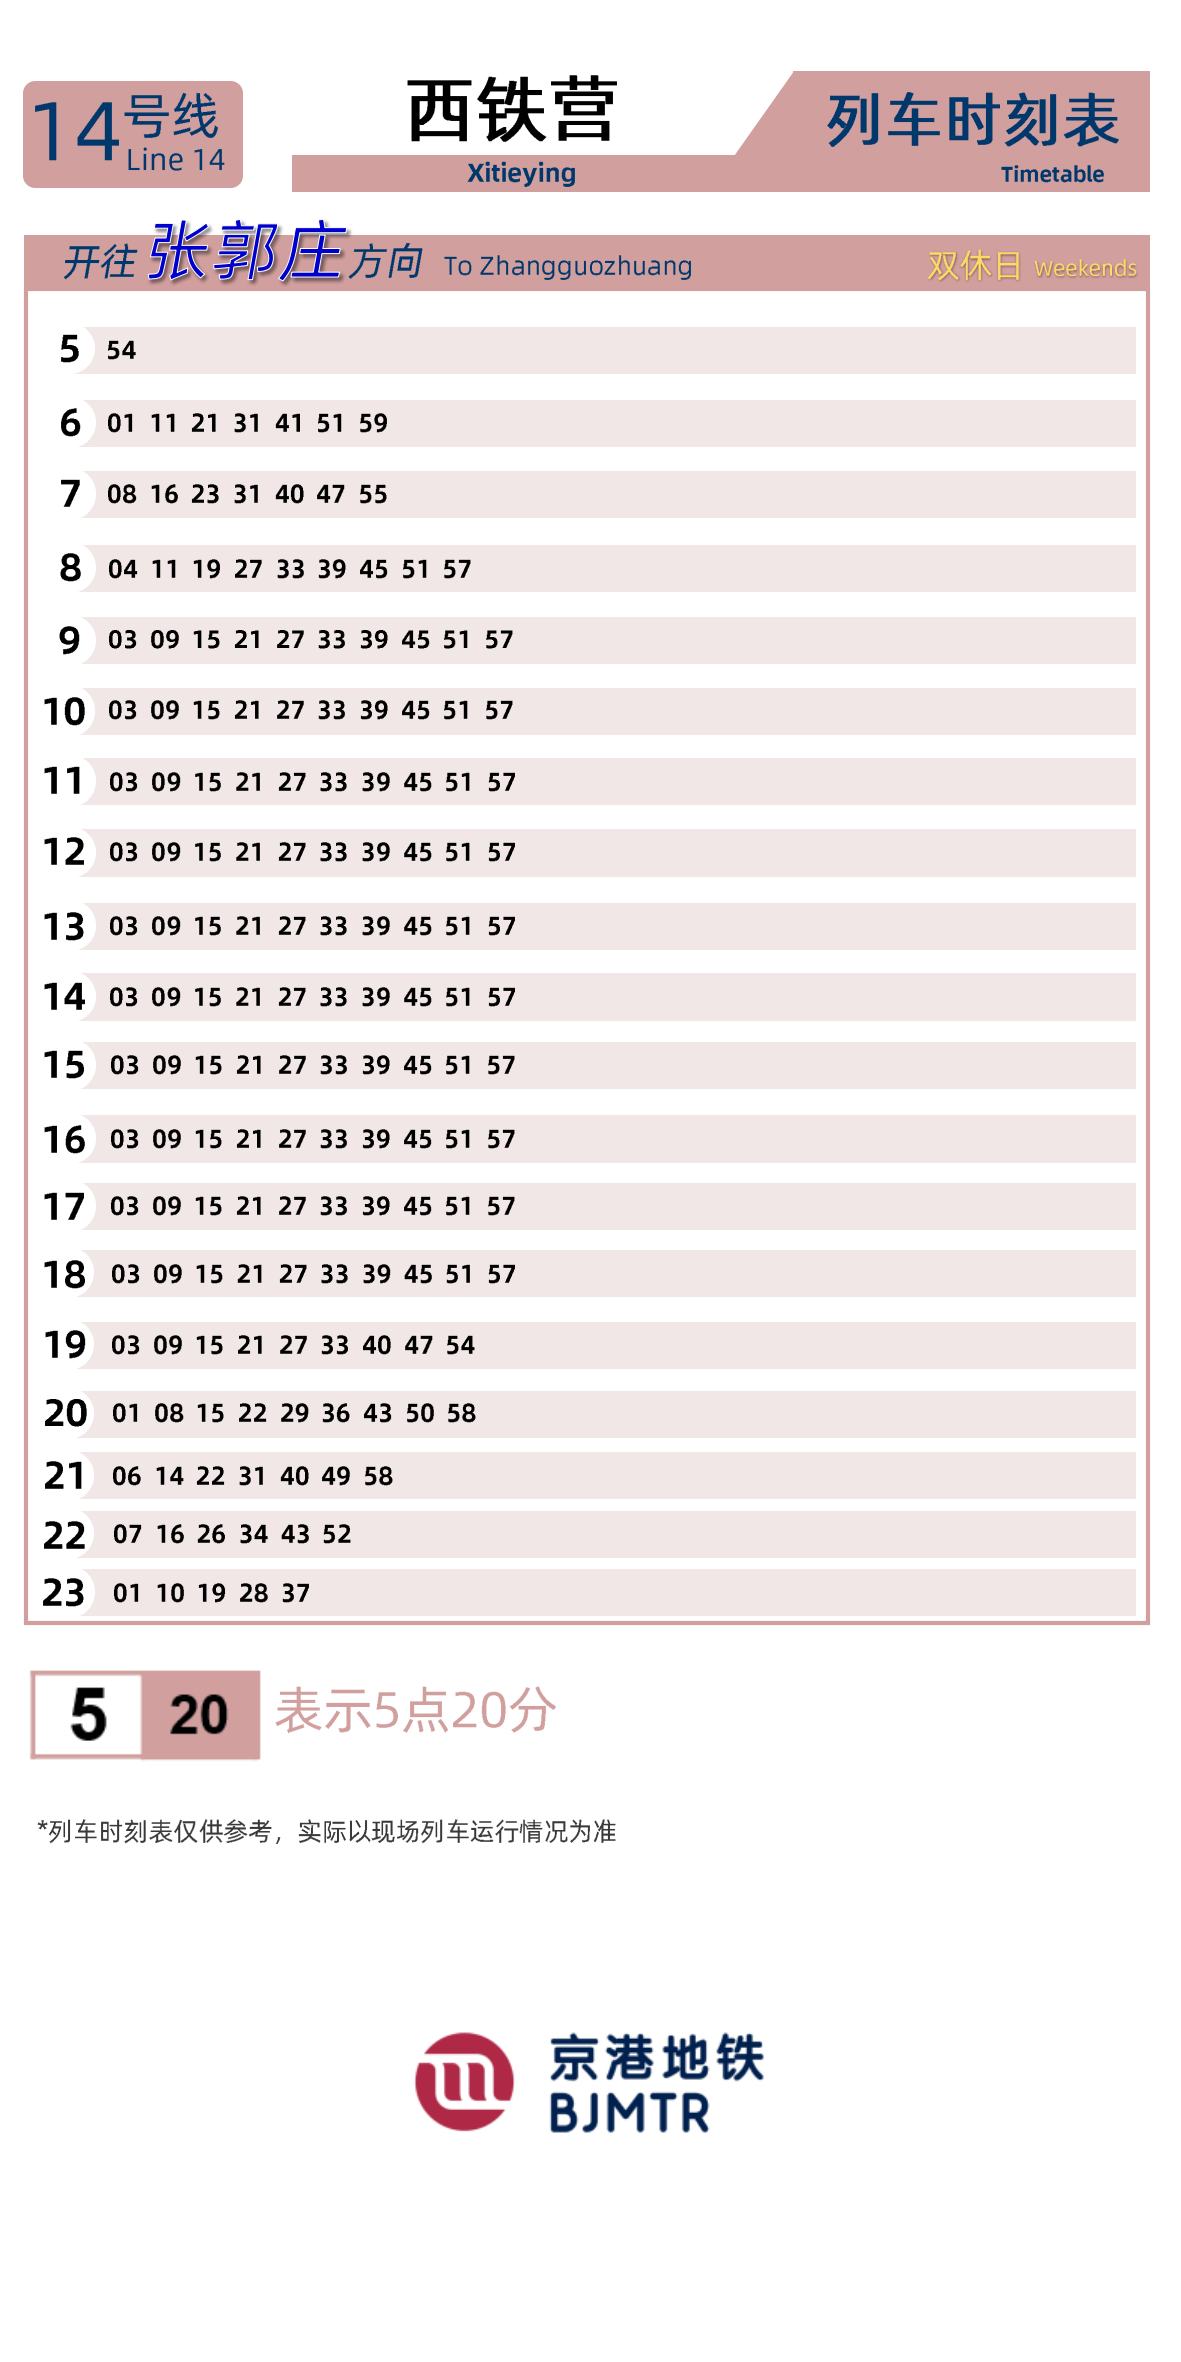 14号线
Line 14
西铁营
Xitieying
列车时刻表
Timetable
开往 张郭庄 方向 To Zhangguozhuang 双休日 Weekends
5 54
6 01 11 21 31 41 51 59
7 08 16 23 31 40 47 55
8 04 11 19 27 33 39 45 51 57
9 03 09 15 21 27 33 39 45 51 57
10 03 09 15 21 27 33 39 45 51 57
11 03 09 15 21 27 33 39 45 51 57
12 03 09 15 21 27 33 39 45 51 57
13 03 09 15 21 27 33 39 45 51 57
14 03 09 15 21 27 33 39 45 51 57
15 03 09 15 21 27 33 39 45 51 57
16 03 09 15 21 27 33 39 45 51 57
17 03 09 15 21 27 33 39 45 51 57
18 03 09 15 21 27 33 39 45 51 57
19 03 09 15 21 27 33 40 47 54
20 01 08 15 22 29 36 43 50 58
21 06 14 22 31 40 49 58
22 07 16 26 34 43 52
23 01 10 19 28 37
5 20 表示5点20分
*列车时刻表仅供参考，实际以现场列车运行情况为准
京港地铁
BJMTR